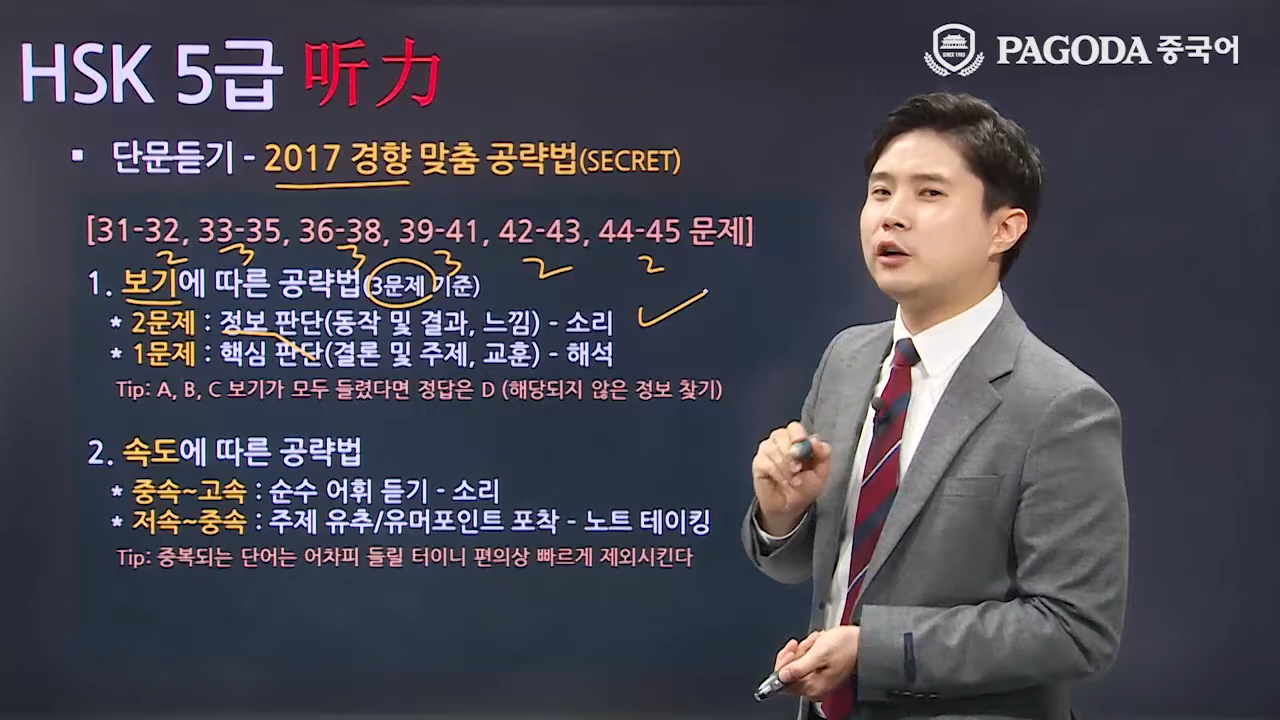 HSK 5급 听力
SINCE 1983
PAGODA 중국어
▪ 단문듣기 - 2017 경향 맞춤 공략법(SECRET)
[31-32, 33-35, 36-38, 39-41, 42-43, 44-45 문제]
2 3 3 3 2 2
1. 보기에 따른 공략법(3문제 기준)
* 2문제 : 정보 판단(동작 및 결과, 느낌) - 소리
* 1문제 : 핵심 판단(결론 및 주제, 교훈) - 해석
Tip: A, B, C 보기가 모두 들렸다면 정답은 D (해당되지 않은 정보 찾기)
2. 속도에 따른 공략법
* 중속~고속 : 순수 어휘 듣기 - 소리
* 저속~중속 : 주제 유추/유머포인트 포착 - 노트 테이킹
Tip: 중복되는 단어는 어차피 들릴 터이니 편의상 빠르게 제외시킨다